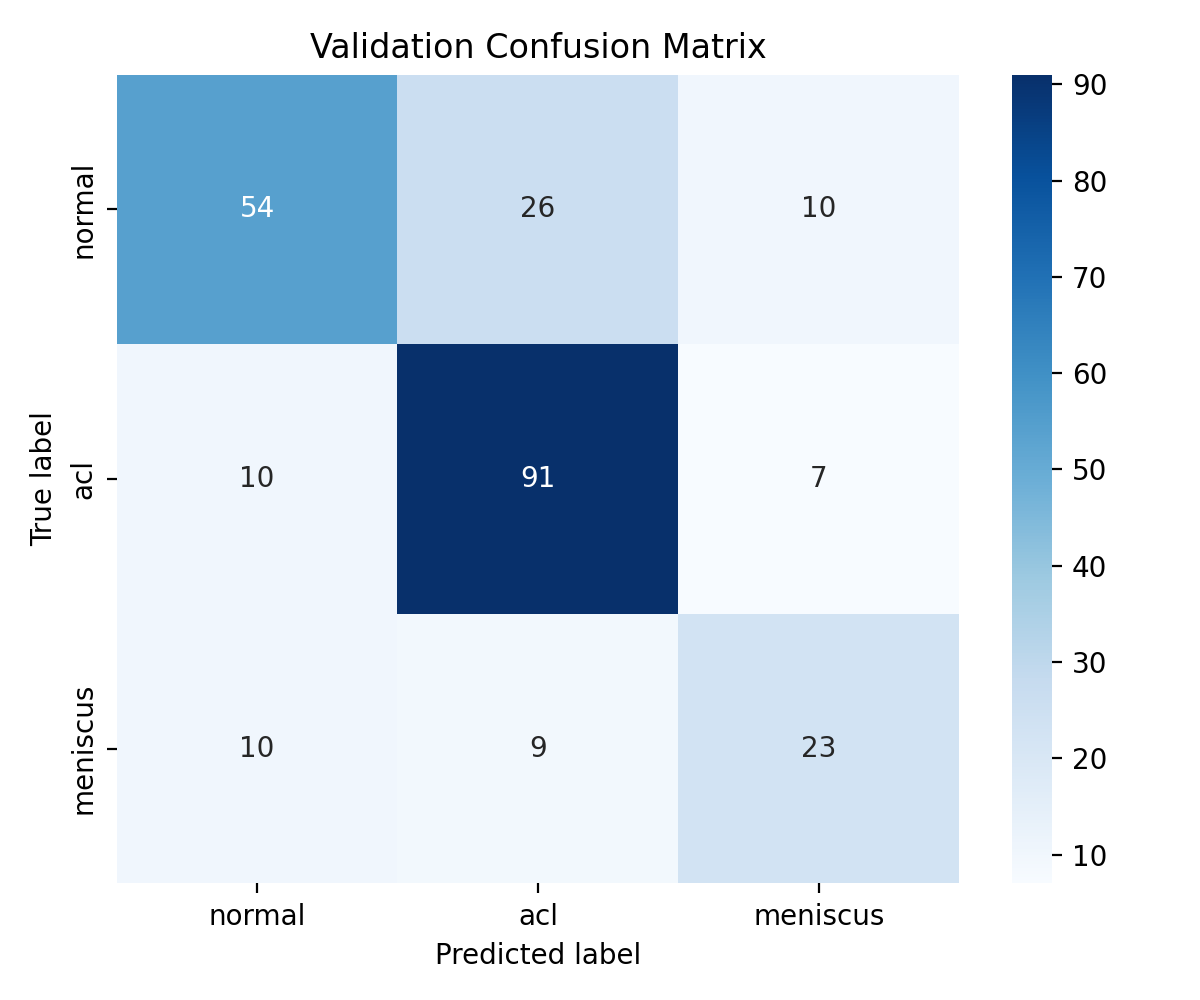 Validation Confusion Matrix
normal
54
26
10
acl
10
91
7
meniscus
10
9
23
True label
normal
acl
meniscus
Predicted label
90
80
70
60
50
40
30
20
10